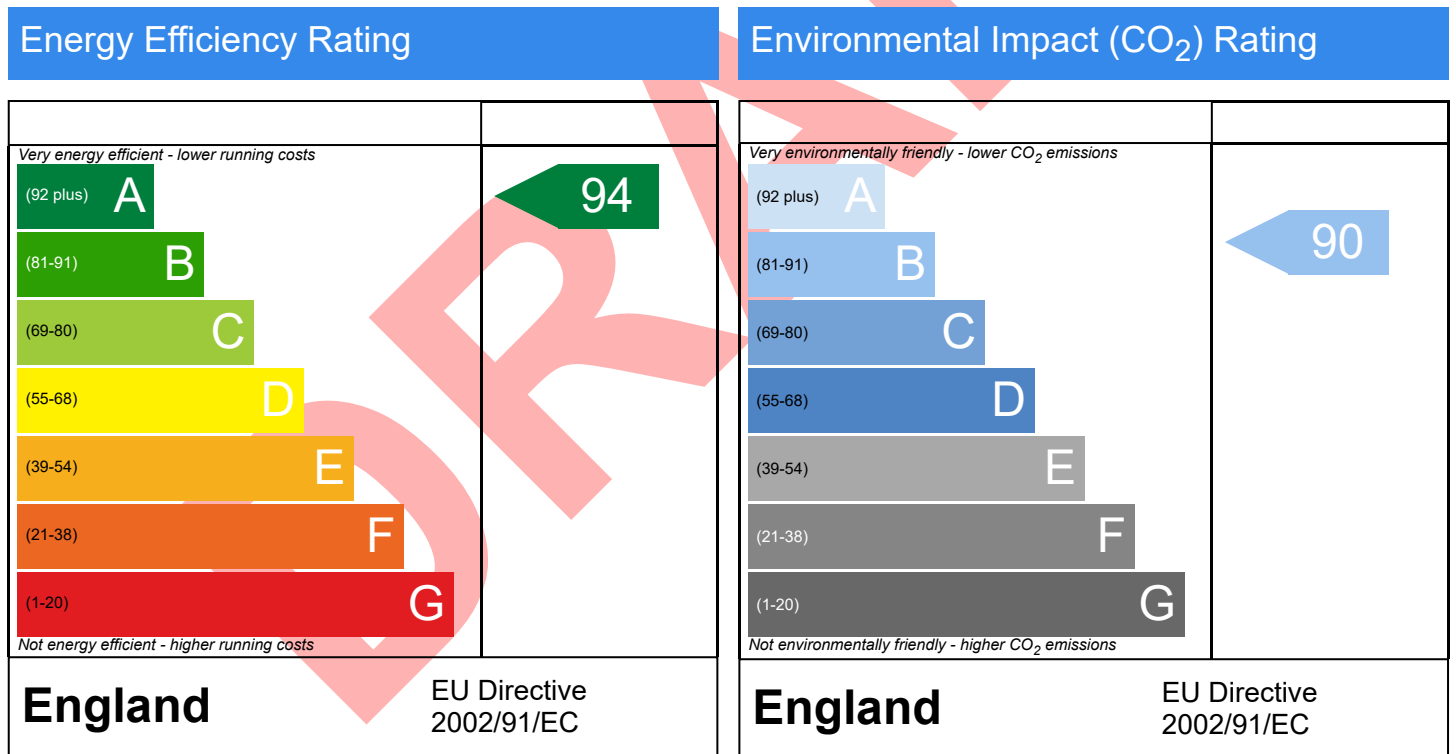 Energy Efficiency Rating
Very energy efficient - lower running costs
(92 plus) A
94
(81-91) B
(69-80) C
(55-68) D
(39-54) E
(21-38) F
(1-20) G
Not energy efficient - higher running costs
England
EU Directive
2002/91/EC
Environmental Impact (CO₂) Rating
Very environmentally friendly - lower CO₂ emissions
(92 plus) A
(81-91) B
90
(69-80) C
(55-68) D
(39-54) E
(21-38) F
(1-20) G
Not environmentally friendly - higher CO₂ emissions
England
EU Directive
2002/91/EC
DRA